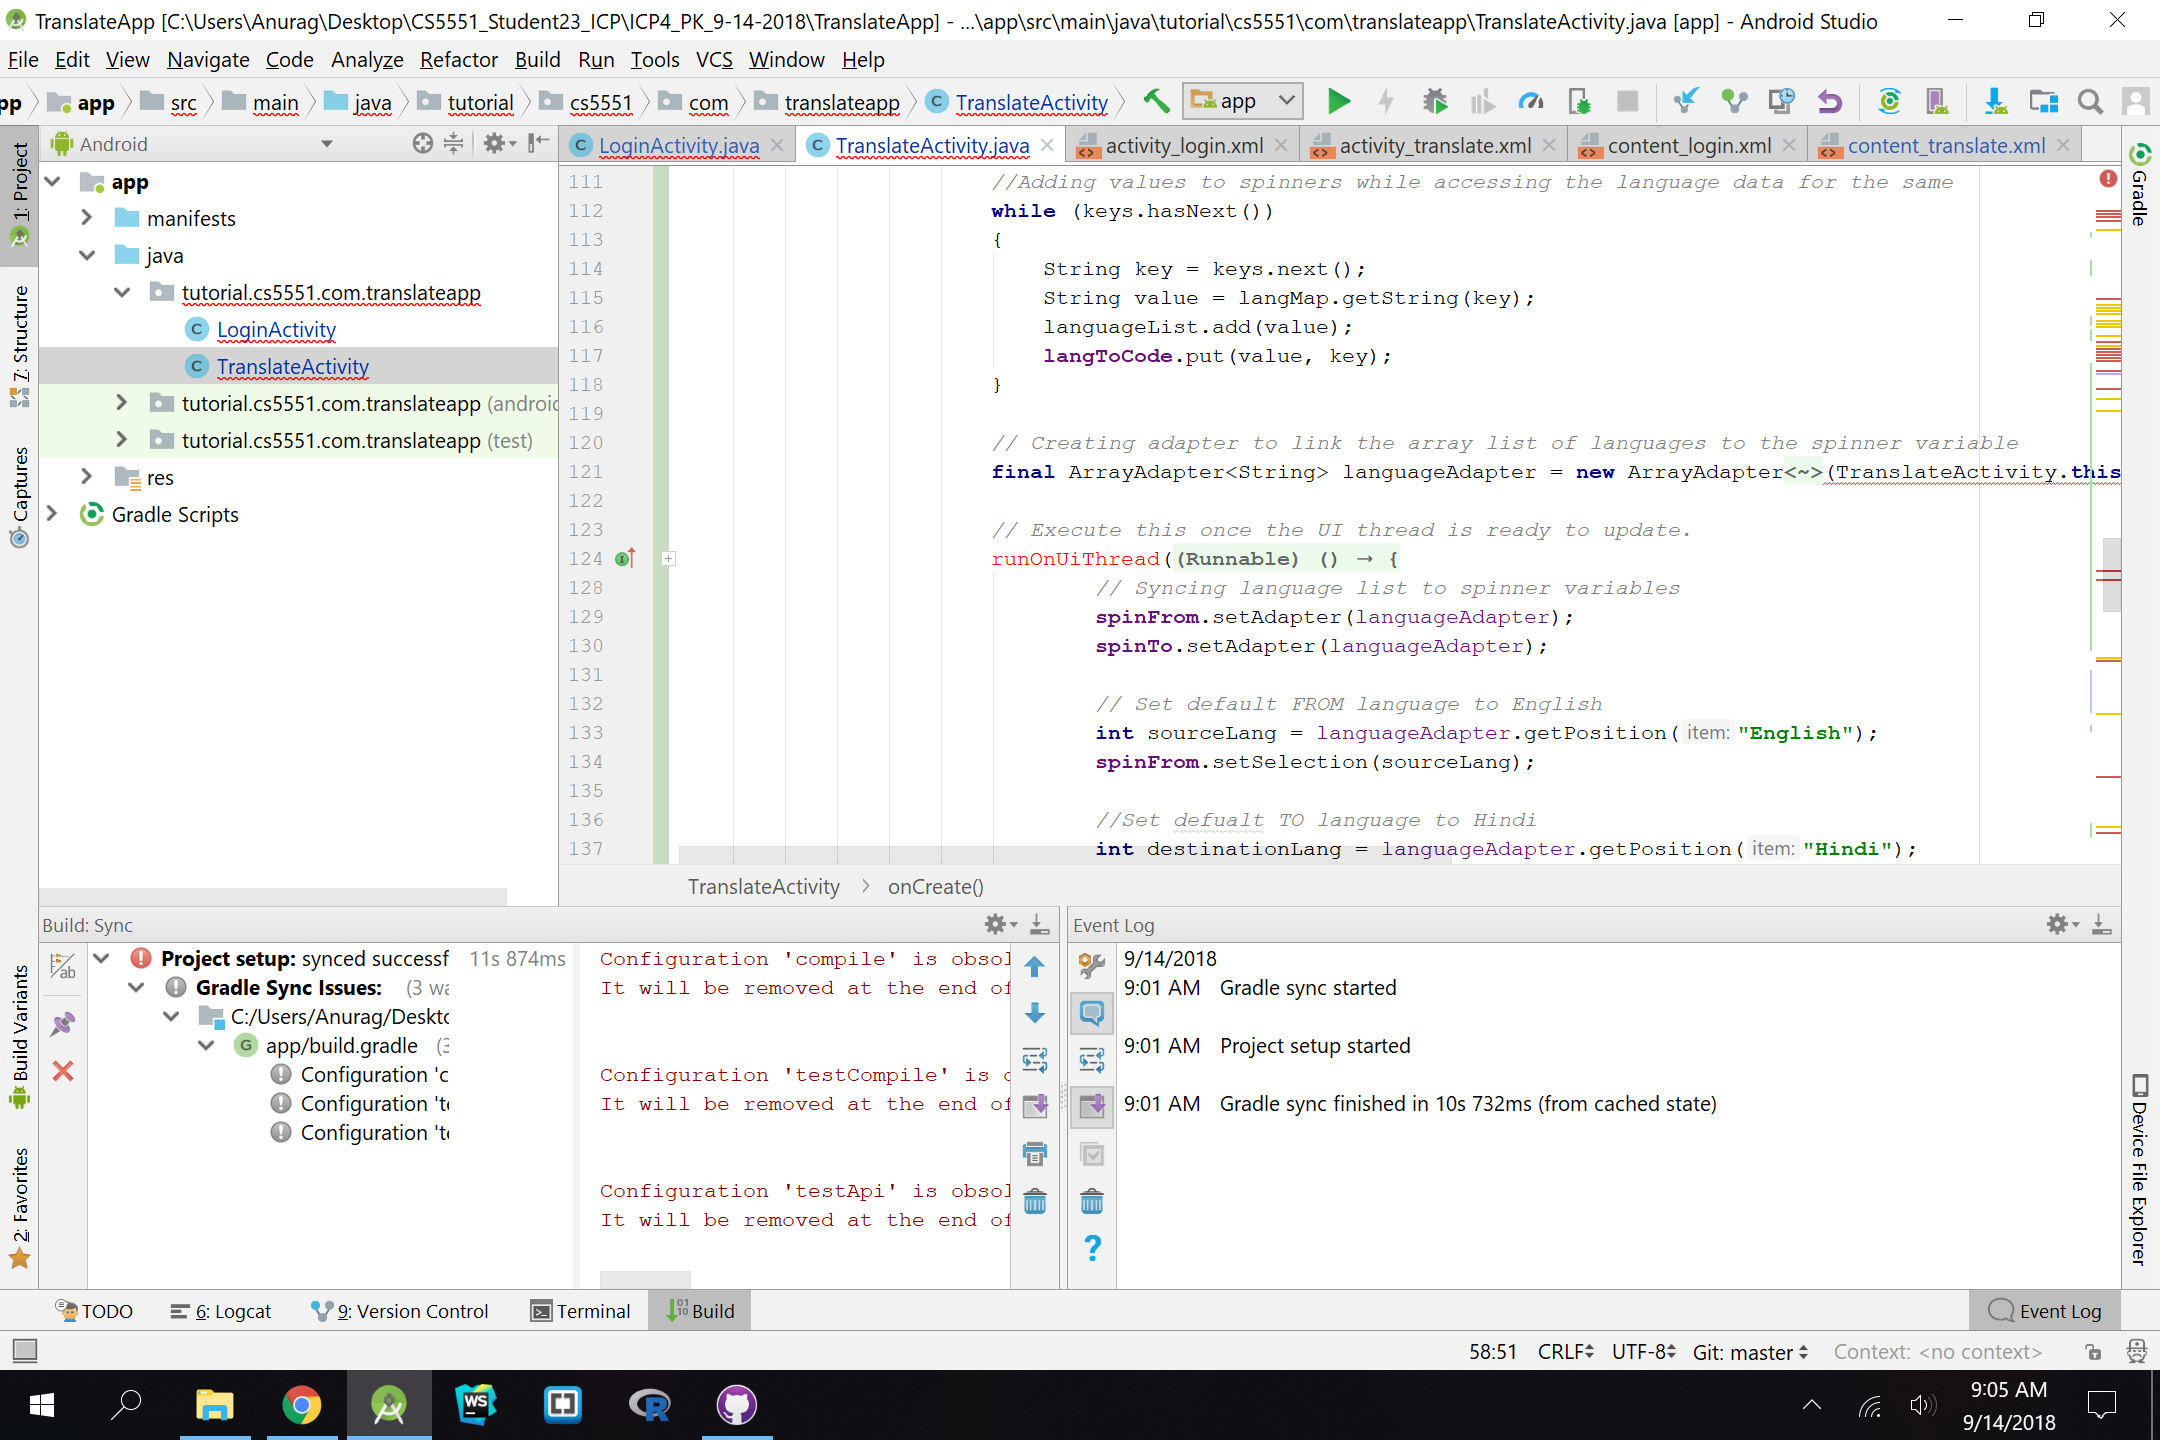 TranslateApp [C:\Users\Anurag\Desktop\CS5551_Student23_ICP\ICP4_PK_9-14-2018\TranslateApp] - ...\app\src\main\java\tutorial\cs5551\com\translateapp\TranslateActivity.java [app] - Android Studio
File Edit View Navigate Code Analyze Refactor Build Run Tools VCS Window Help
pp app src main java tutorial cs5551 com translateapp TranslateActivity app
1: Project
7: Structure
Captures
Build Variants
2: Favorites
Android
app
manifests
java
tutorial.cs5551.com.translateapp
LoginActivity
TranslateActivity
tutorial.cs5551.com.translateapp (androic
tutorial.cs5551.com.translateapp (test)
res
Gradle Scripts
LoginActivity.java TranslateActivity.java activity_login.xml activity_translate.xml content_login.xml content_translate.xml
111 //Adding values to spinners while accessing the language data for the same
112 while (keys.hasNext())
113 {
114 String key = keys.next();
115 String value = langMap.getString(key);
116 languageList.add(value);
117 langToCode.put(value, key);
118 }
119
120 // Creating adapter to link the array list of languages to the spinner variable
121 final ArrayAdapter<String> languageAdapter = new ArrayAdapter<~>(TranslateActivity.this
122
123 // Execute this once the UI thread is ready to update.
124 runOnUiThread((Runnable) () → {
128 // Syncing language list to spinner variables
129 spinFrom.setAdapter(languageAdapter);
130 spinTo.setAdapter(languageAdapter);
131
132 // Set default FROM language to English
133 int sourceLang = languageAdapter.getPosition( item: "English");
134 spinFrom.setSelection(sourceLang);
135
136 //Set defualt TO language to Hindi
137 int destinationLang = languageAdapter.getPosition( item: "Hindi");
TranslateActivity > onCreate()
Gradle
Device File Explorer
Build: Sync
Project setup: synced successf 11s 874ms
Gradle Sync Issues: (3 wa
C:/Users/Anurag/Deskto
app/build.gradle (3
Configuration 'c
Configuration 'te
Configuration 'te
Configuration 'compile' is obsol
It will be removed at the end of
Configuration 'testCompile' is o
It will be removed at the end of
Configuration 'testApi' is obsol
It will be removed at the end of
Event Log
9/14/2018
9:01 AM Gradle sync started
9:01 AM Project setup started
9:01 AM Gradle sync finished in 10s 732ms (from cached state)
TODO 6: Logcat 9: Version Control Terminal Build Event Log
58:51 CRLF UTF-8 Git: master Context: <no context>
WS
R
9:05 AM
9/14/2018